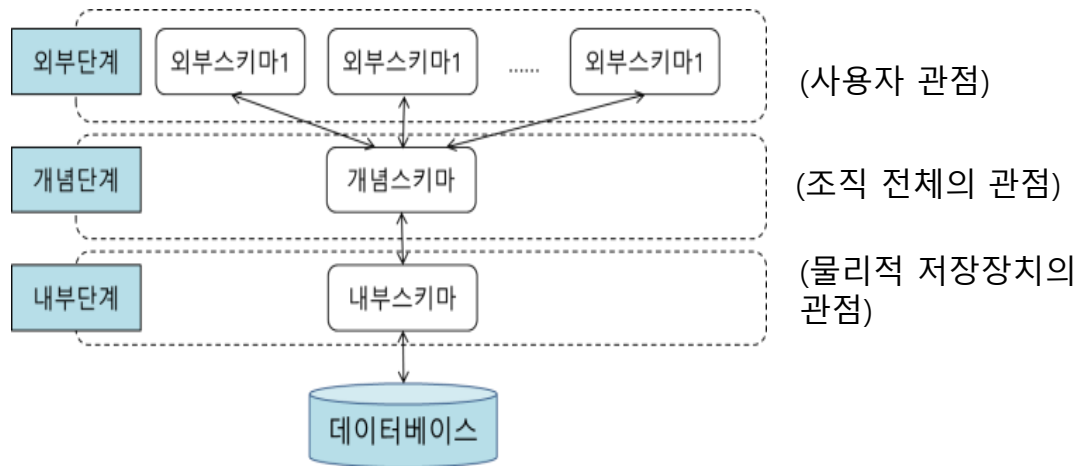 외부단계
외부스키마1
외부스키마1
......
외부스키마1
(사용자 관점)
개념단계
개념스키마
(조직 전체의 관점)
내부단계
내부스키마
(물리적 저장장치의
관점)
데이터베이스